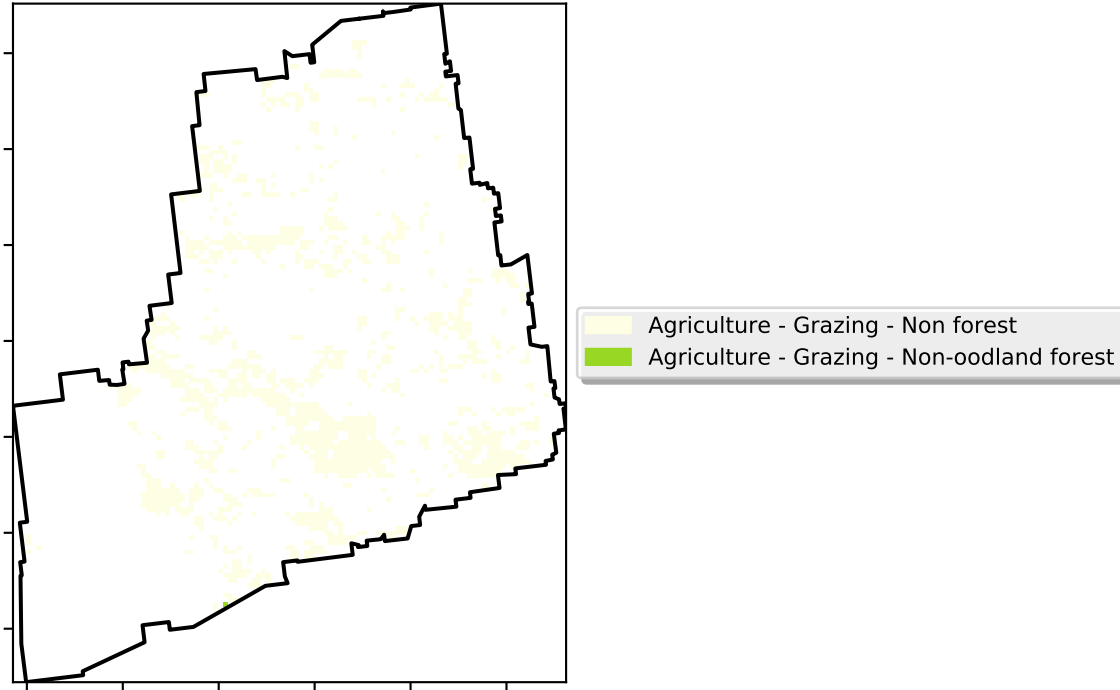 Agriculture - Grazing - Non forest
Agriculture - Grazing - Non-oodland forest